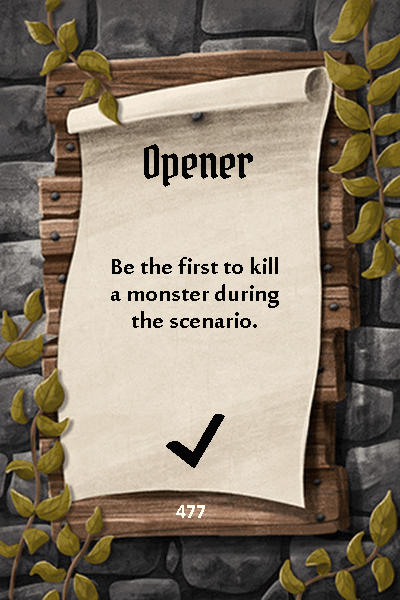 Opener
Be the first to kill
a monster during
the scenario.
477